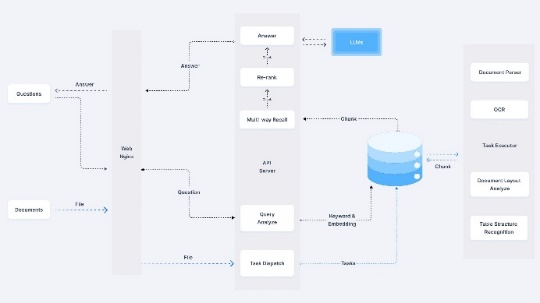 Answer
LLMs
Answer
Document Parser
Re-rank
Answer
Questions
OCR
Multi-way Recall
Chunk
Web
Nginx
Task Executor
API
Server
Chunk
Document Layout
Analyze
Question
Documents
File
Query
Analyze
Keyword &
Embedding
Table Structure
Recognition
File
Task Dispatch
Tasks